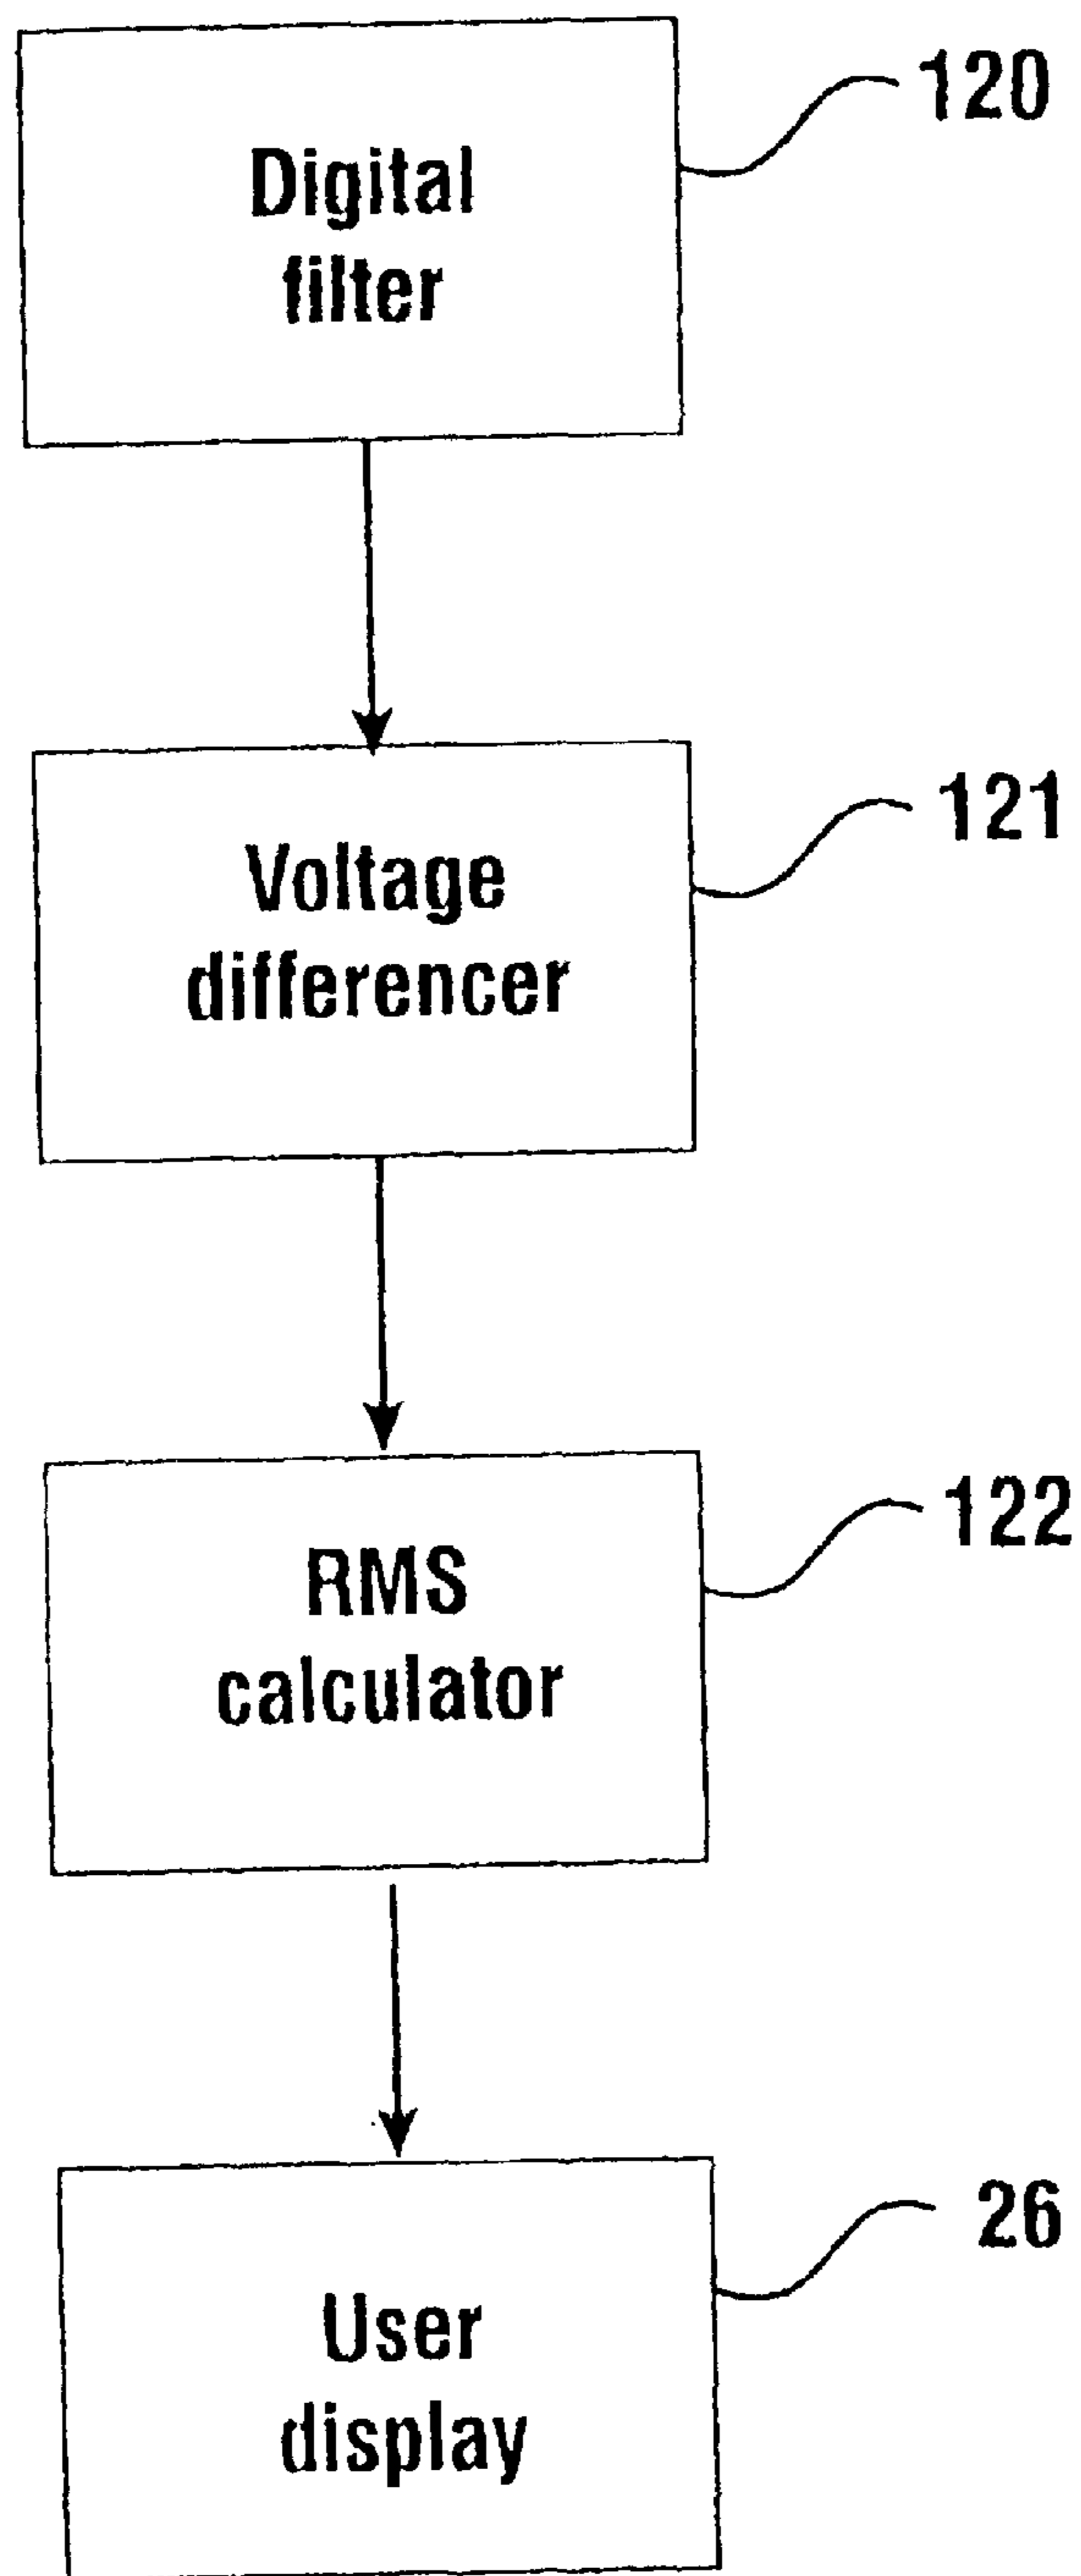 Digital
filter
120
Voltage
differencer
121
RMS
calculator
122
User
display
26